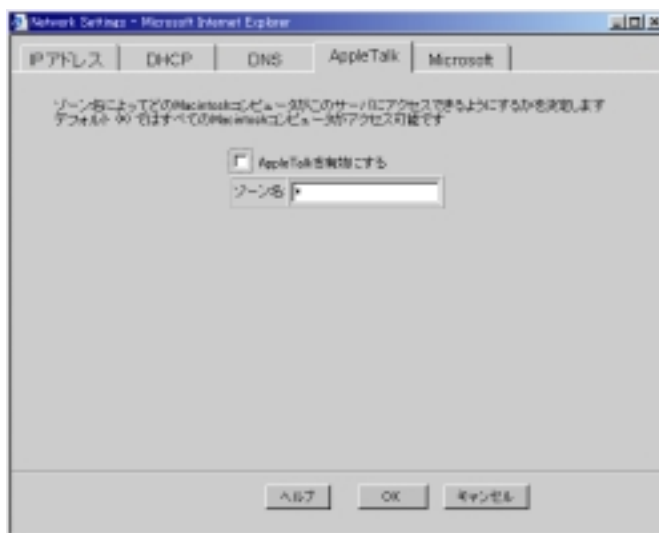 Network Settings - Microsoft Internet Explorer
IPアドレス
DHCP
DNS
AppleTalk
Microsoft
ゾーン名によってどのMacintoshコンピュータがこのサーバにアクセスできるようにするかを決定します
デフォルト (*) ではすべてのMacintoshコンピュータがアクセス可能です
AppleTalkを有効にする
ゾーン名 *
ヘルプ
OK
キャンセル